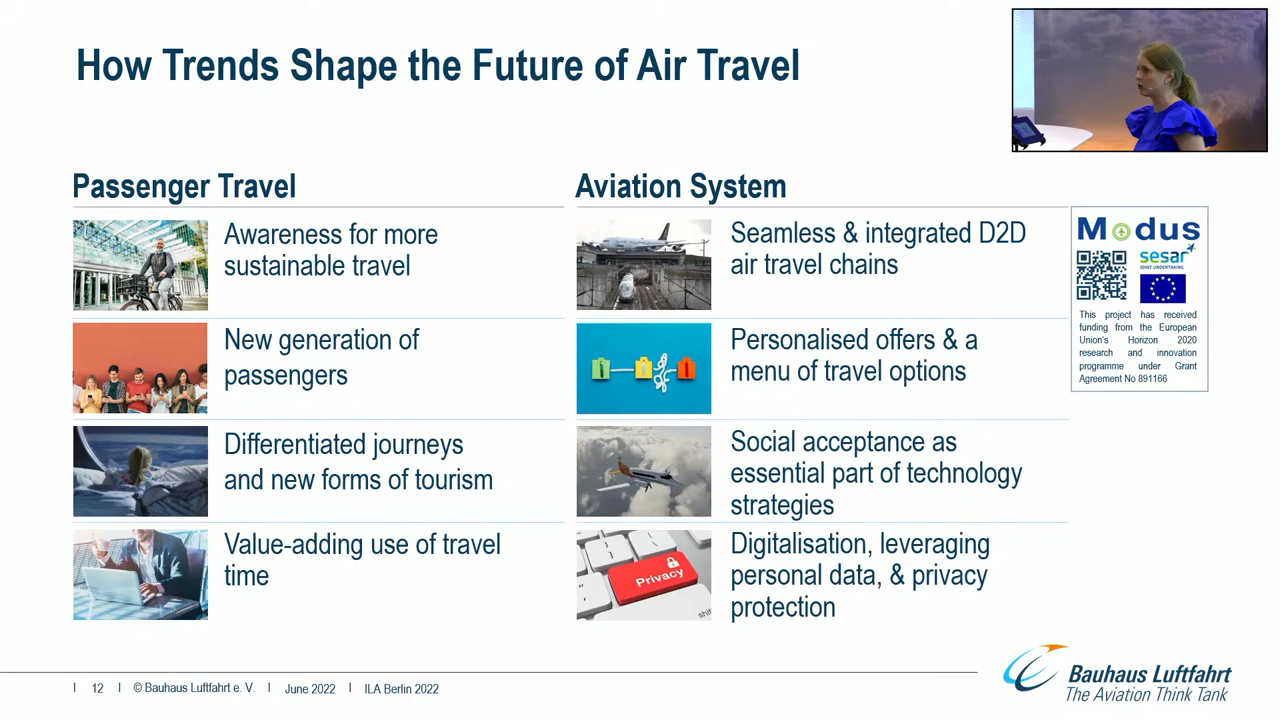 How Trends Shape the Future of Air Travel
Passenger Travel
Awareness for more
sustainable travel
New generation of
passengers
Differentiated journeys
and new forms of tourism
Value-adding use of travel
time
Aviation System
Seamless & integrated D2D
air travel chains
Personalised offers & a
menu of travel options
Social acceptance as
essential part of technology
strategies
Privacy
shift
Digitalisation, leveraging
personal data, & privacy
protection
Modus
sesar
JOINT UNDERTAKING
This project has received
funding from the European
Union's Horizon 2020
research and innovation
programme under Grant
Agreement No 891166
12 © Bauhaus Luftfahrt e. V. June 2022 ILA Berlin 2022
Bauhaus Luftfahrt
The Aviation Think Tank